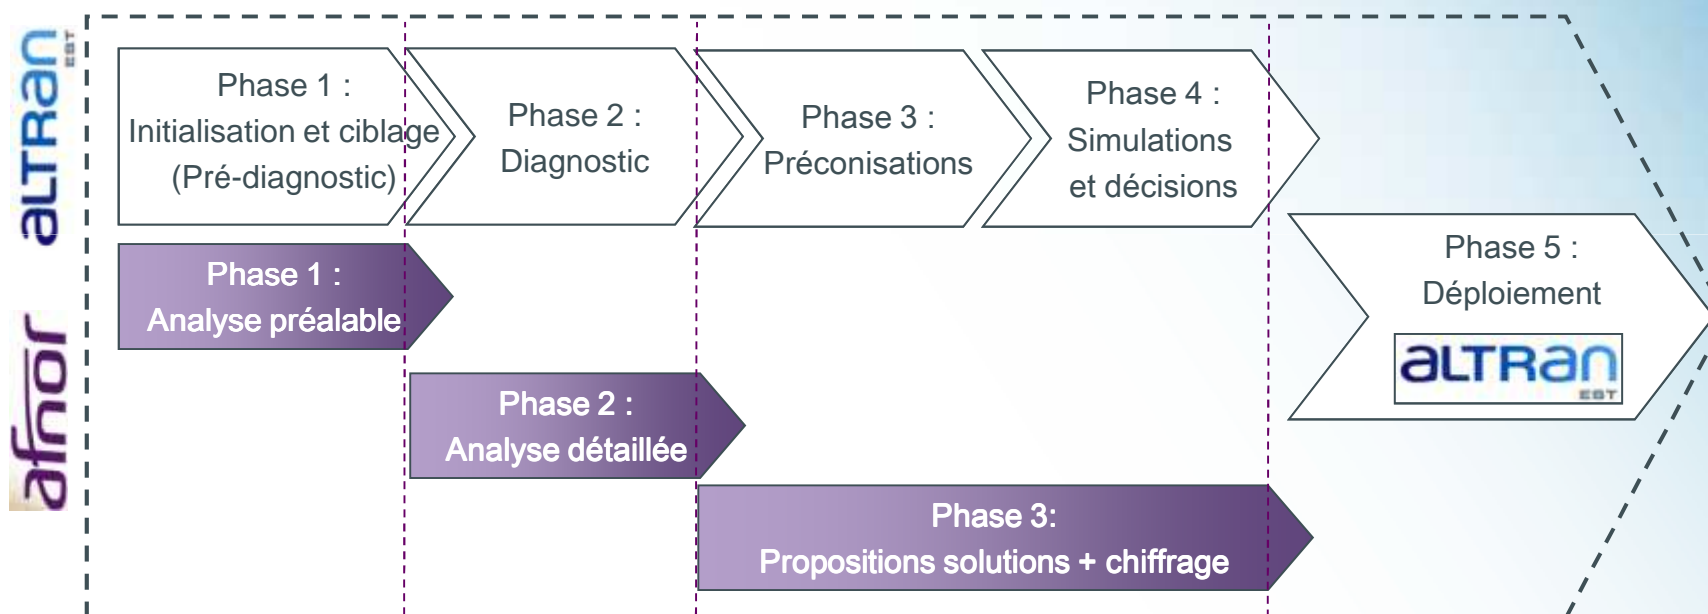 aLTRan
EST
Phase 1 :
Initialisation et ciblage
(Pré-diagnostic)
Phase 2 :
Diagnostic
Phase 3 :
Préconisations
Phase 4 :
Simulations
et décisions
Phase 5 :
Déploiement
aLTRan
EST
afnor
Phase 1 :
Analyse préalable
Phase 2 :
Analyse détaillée
Phase 3:
Propositions solutions + chiffrage